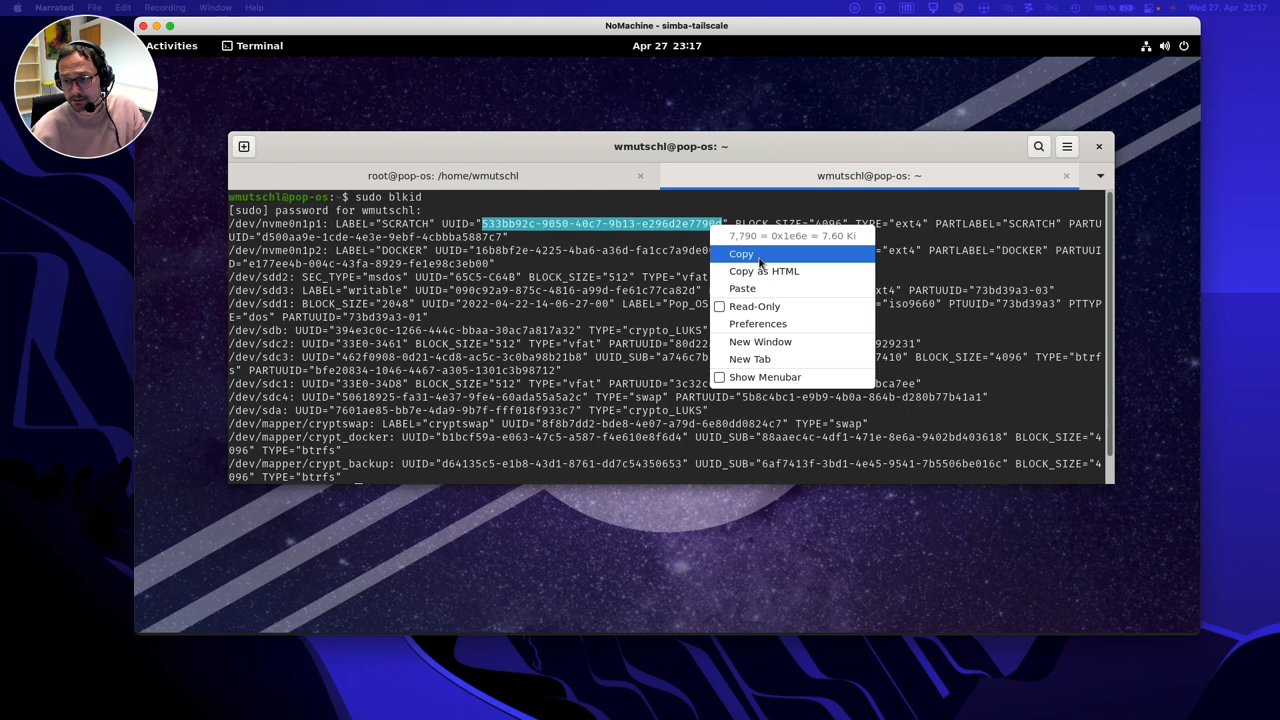 Narrated File Edit Recording Window Help 100 % Wed 27. Apr 23:17
NoMachine - simba-tailscale
Activities Terminal Apr 27 23:17
wmutschl@pop-os: ~
root@pop-os: /home/wmutschl × wmutschl@pop-os: ~ ×
wmutschl@pop-os:~$ sudo blkid
[sudo] password for wmutschl:
/dev/nvme0n1p1: LABEL="SCRATCH" UUID="533bb92c-9050-40c7-9b13-e296d2e7790d" BLOCK_SIZE="4096" TYPE="ext4" PARTLABEL="SCRATCH" PARTU
UID="d500aa9e-1cde-4e3e-9ebf-4cbbba5887c7"
/dev/nvme0n1p2: LABEL="DOCKER" UUID="16b8bf2e-4225-4ba6-a36d-fa1cc7a9de0 ="ext4" PARTLABEL="DOCKER" PARTUUI
D="e177ee4b-004c-43fa-8929-fe1e98c3eb00"
/dev/sdd2: SEC_TYPE="msdos" UUID="65C5-C64B" BLOCK_SIZE="512" TYPE="vfat
/dev/sdd3: LABEL="writable" UUID="090c92a9-875c-4816-a99d-fe61c77ca82d" xt4" PARTUUID="73bd39a3-03"
/dev/sdd1: BLOCK_SIZE="2048" UUID="2022-04-22-14-06-27-00" LABEL="Pop_OS ="iso9660" PTUUID="73bd39a3" PTTYP
E="dos" PARTUUID="73bd39a3-01"
/dev/sdb: UUID="394e3c0c-1266-444c-bbaa-30ac7a817a32" TYPE="crypto_LUKS"
/dev/sdc2: UUID="33E0-3461" BLOCK_SIZE="512" TYPE="vfat" PARTUUID="80d22 929231"
/dev/sdc3: UUID="462f0908-0d21-4cd8-ac5c-3c0ba98b21b8" UUID_SUB="a746c7b 7410" BLOCK_SIZE="4096" TYPE="btrf
s" PARTUUID="bfe20834-1046-4467-a305-1301c3b98712"
/dev/sdc1: UUID="33E0-34D8" BLOCK_SIZE="512" TYPE="vfat" PARTUUID="3c32c bca7ee"
/dev/sdc4: UUID="50618925-fa31-4e37-9fe4-60ada55a5a2c" TYPE="swap" PARTUUID="5b8c4bc1-e9b9-4b0a-864b-d280b77b41a1"
/dev/sda: UUID="7601ae85-bb7e-4da9-9b7f-fff018f933c7" TYPE="crypto_LUKS"
/dev/mapper/cryptswap: LABEL="cryptswap" UUID="8f8b7dd2-bde8-4e07-a79d-6e80dd0824c7" TYPE="swap"
/dev/mapper/crypt_docker: UUID="b1bcf59a-e063-47c5-a587-f4e610e8f6d4" UUID_SUB="88aaec4c-4df1-471e-8e6a-9402bd403618" BLOCK_SIZE="4
096" TYPE="btrfs"
/dev/mapper/crypt_backup: UUID="d64135c5-e1b8-43d1-8761-dd7c54350653" UUID_SUB="6af7413f-3bd1-4e45-9541-7b5506be016c" BLOCK_SIZE="4
096" TYPE="btrfs"
7,790 = 0x1e6e ≈ 7.60 Ki
Copy
Copy as HTML
Paste
Read-Only
Preferences
New Window
New Tab
Show Menubar